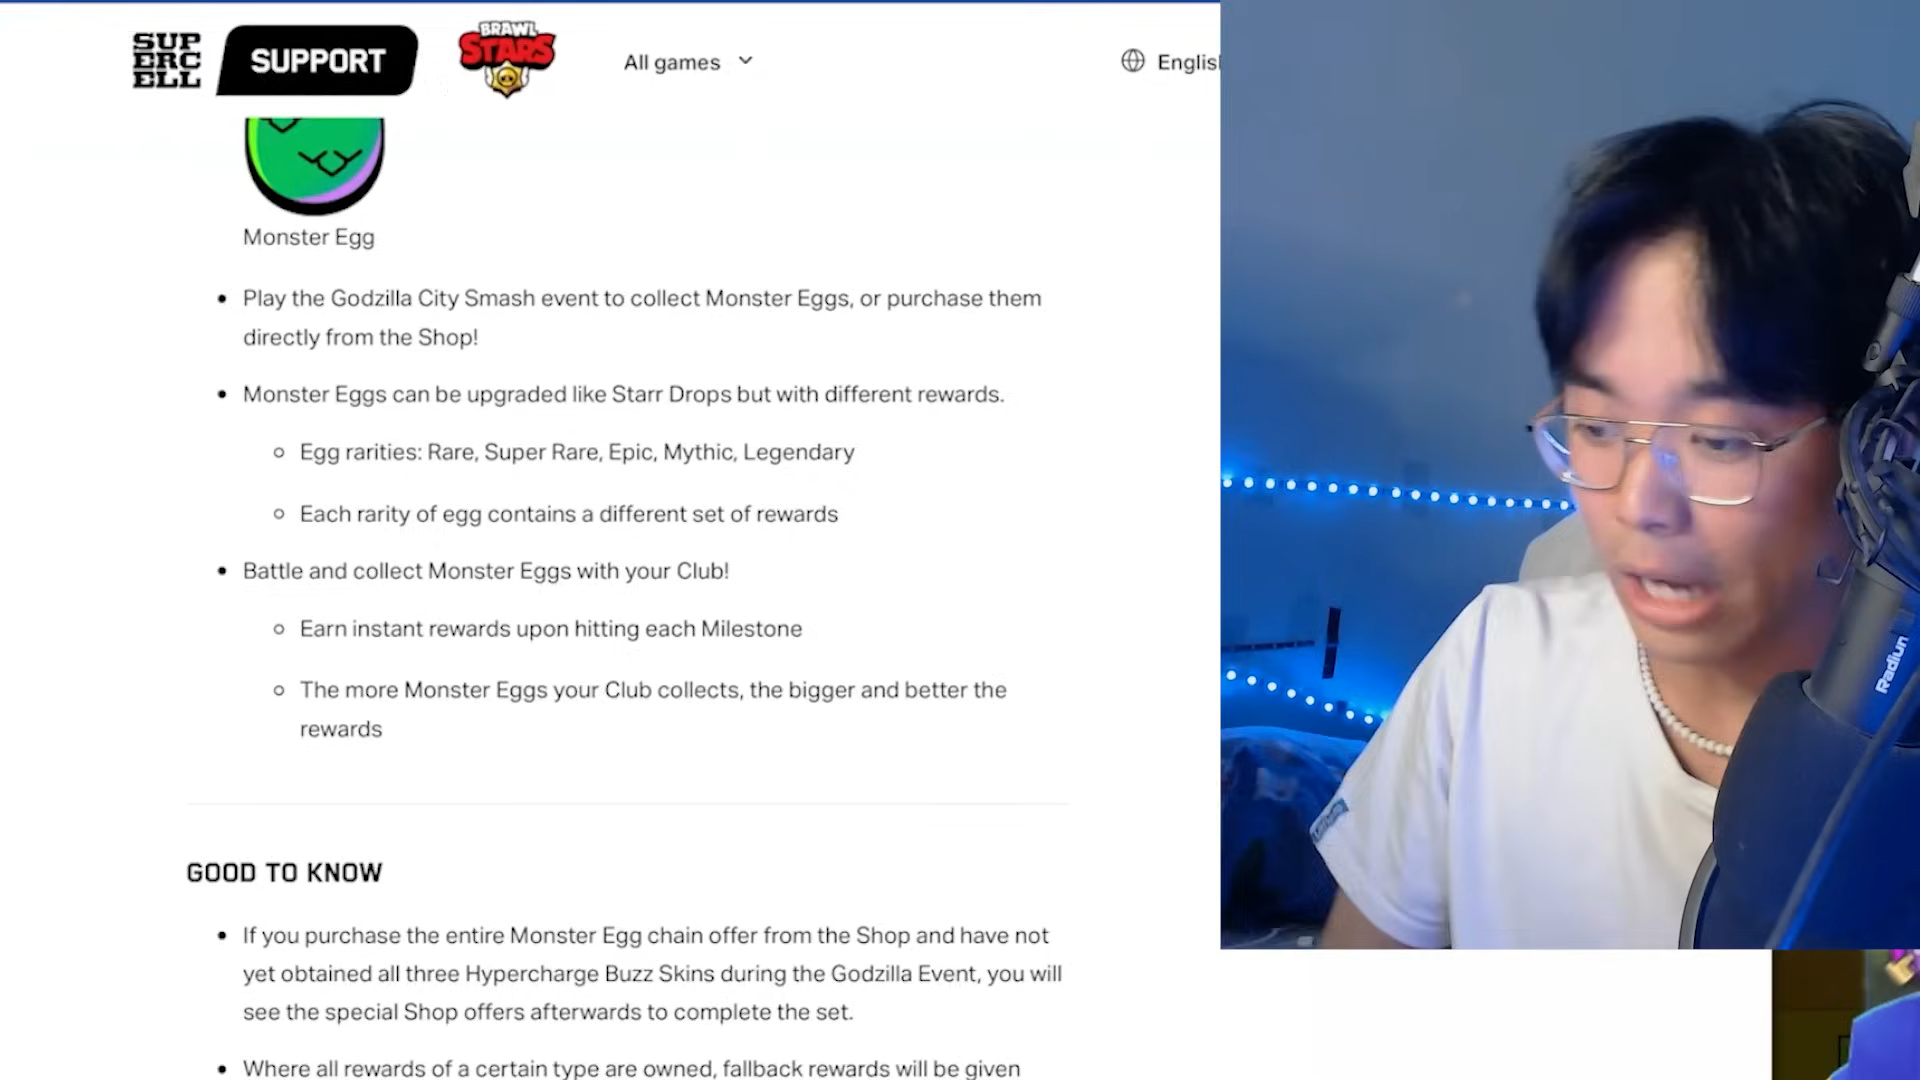 SUP
ERC
ELL
SUPPORT
BRAWL
STARS
All games
English
Monster Egg
• Play the Godzilla City Smash event to collect Monster Eggs, or purchase them
directly from the Shop!
• Monster Eggs can be upgraded like Starr Drops but with different rewards.
○ Egg rarities: Rare, Super Rare, Epic, Mythic, Legendary
○ Each rarity of egg contains a different set of rewards
• Battle and collect Monster Eggs with your Club!
○ Earn instant rewards upon hitting each Milestone
○ The more Monster Eggs your Club collects, the bigger and better the
rewards
GOOD TO KNOW
• If you purchase the entire Monster Egg chain offer from the Shop and have not
yet obtained all three Hypercharge Buzz Skins during the Godzilla Event, you will
see the special Shop offers afterwards to complete the set.
• Where all rewards of a certain type are owned, fallback rewards will be given
Radium